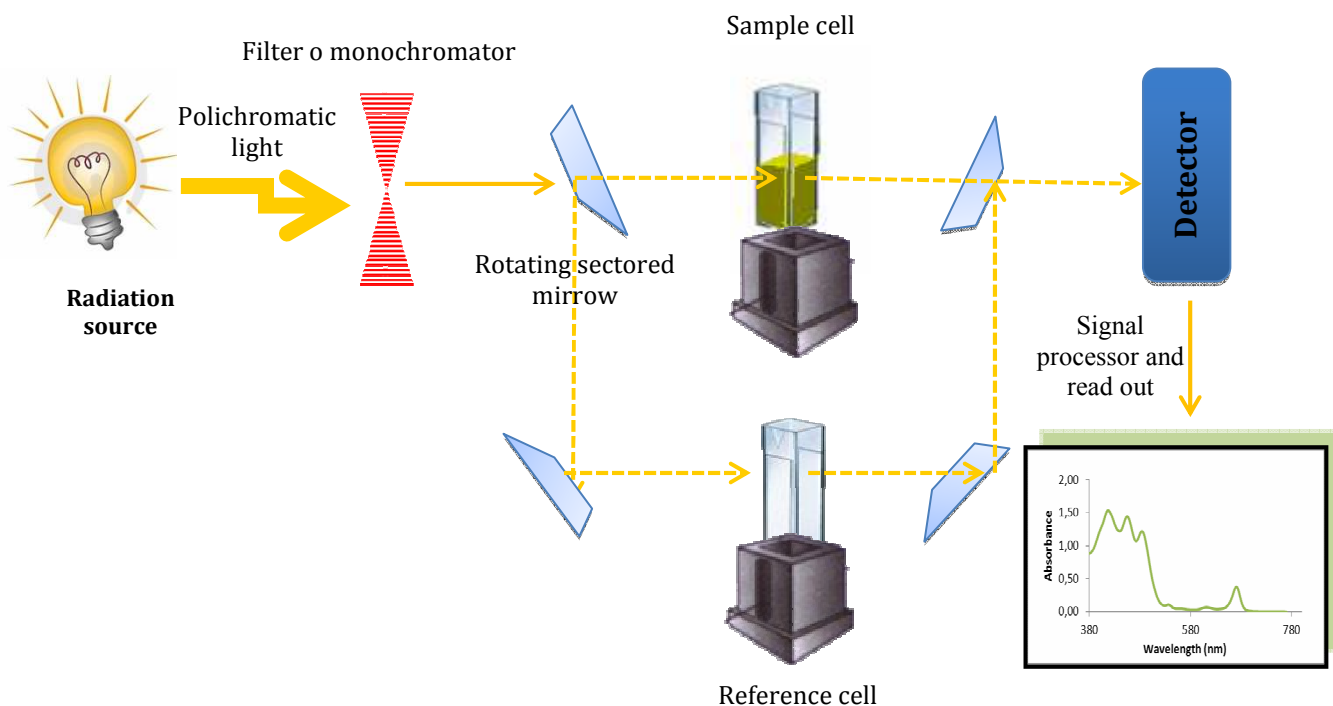 Sample cell
Filter o monochromator
Polichromatic
light
Detector
Rotating sectored
mirrow
Radiation
source
Signal
processor and
read out
2,00
1,50
1,00
0,50
0,00
Absorbance
380
580
780
Wavelength (nm)
Reference cell